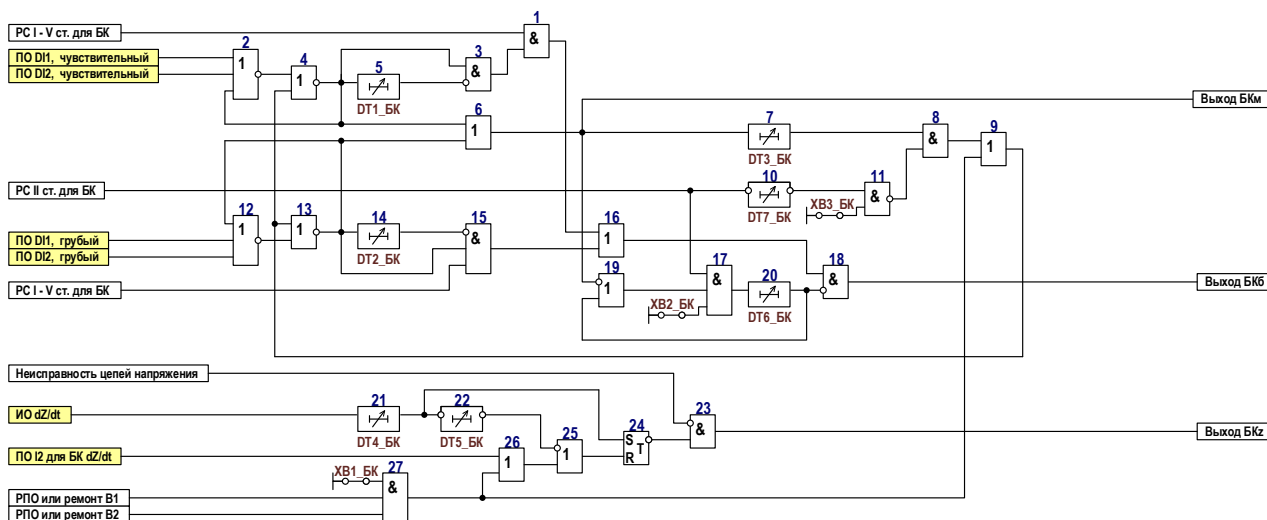 1
РС I - V ст. для БК
&
2
ПО DI1, чувствительный
3
1
4
&
5
ПО DI2, чувствительный
1
DT1_БК
6
Выход БКм
1
7
8
9
&
1
DT3_БК
РС II ст. для БК
10
11
&
DT7_БК
XB3_БК
12
13
14
15
16
1
1
&
1
ПО DI1, грубый
DT2_БК
ПО DI2, грубый
17
18
19
20
&
&
1
Выход БКб
РС I - V ст. для БК
XB2_БК
DT6_БК
Неисправность цепей напряжения
21
22
23
ИО dZ/dt
24
&
DT4_БК
DT5_БК
25
S
T
R
Выход БКz
26
1
ПО I2 для БК dZ/dt
1
XB1_БК
27
&
РПО или ремонт В1
РПО или ремонт В2